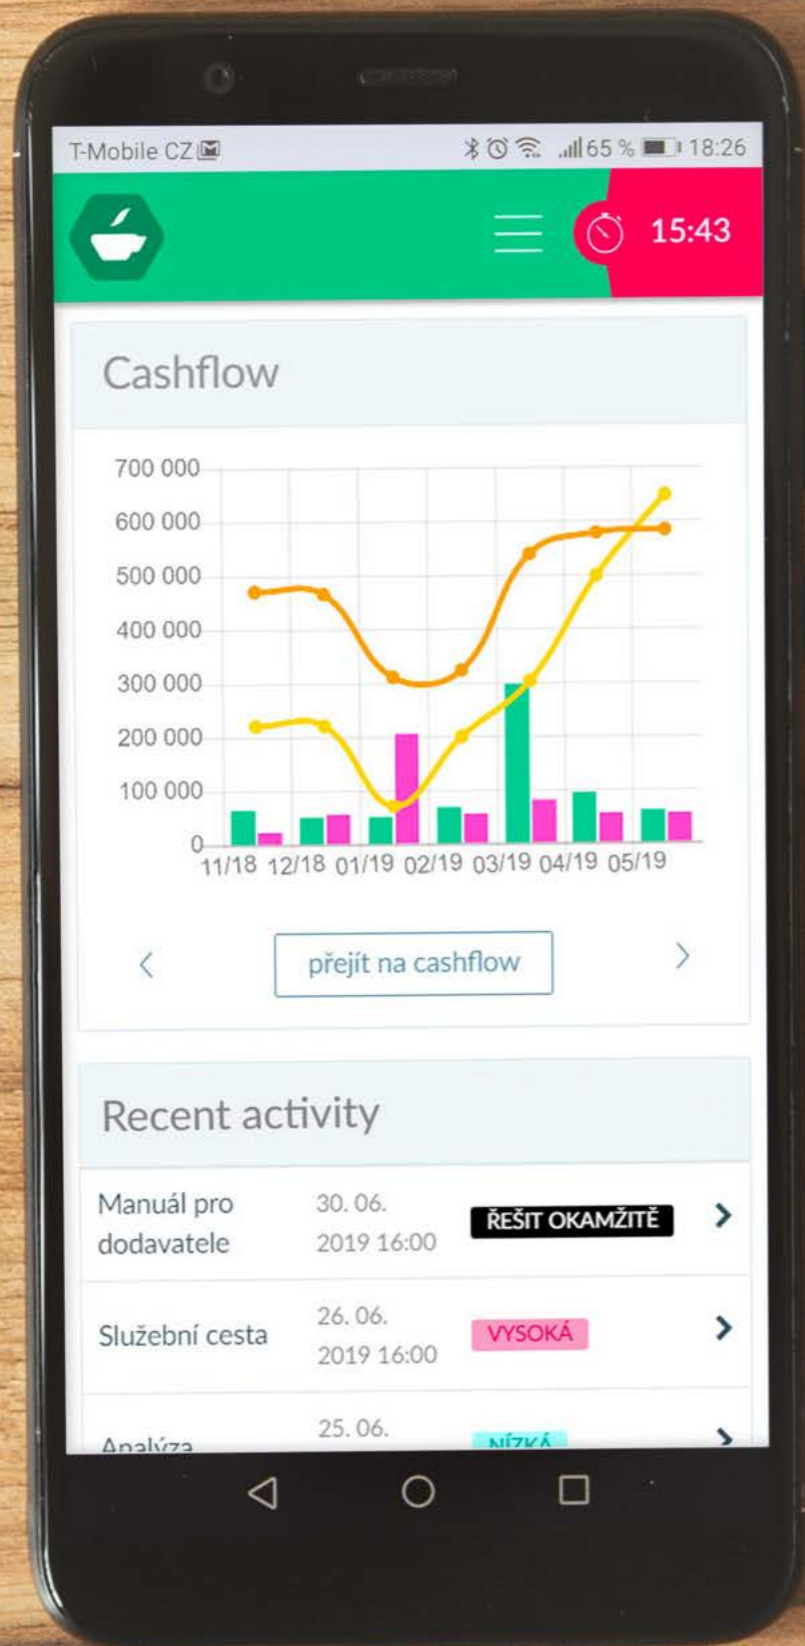 T-Mobile CZ 65 % 18:26
15:43
Cashflow
700 000
600 000
500 000
400 000
300 000
200 000
100 000
0
11/18 12/18 01/19 02/19 03/19 04/19 05/19
přejít na cashflow
Recent activity
Manuál pro
dodavatele
30. 06.
2019 16:00
ŘEŠIT OKAMŽITĚ
Služební cesta
26. 06.
2019 16:00
VYSOKÁ
Analýza
25. 06.
NÍZKÁ